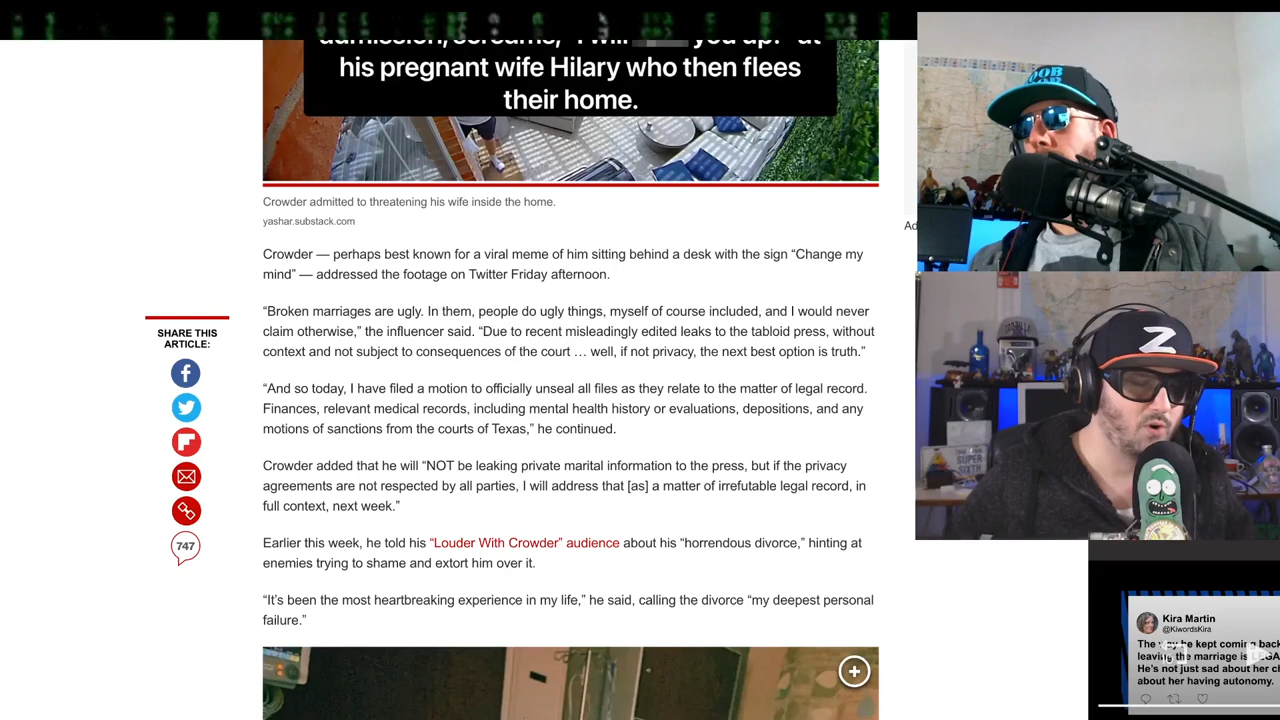 his pregnant wife Hilary who then flees
their home.
Crowder admitted to threatening his wife inside the home.
yashar.substack.com
Ad
Crowder — perhaps best known for a viral meme of him sitting behind a desk with the sign “Change my
mind” — addressed the footage on Twitter Friday afternoon.
“Broken marriages are ugly. In them, people do ugly things, myself of course included, and I would never
claim otherwise,” the influencer said. “Due to recent misleadingly edited leaks to the tabloid press, without
context and not subject to consequences of the court … well, if not privacy, the next best option is truth.”
SHARE THIS
ARTICLE:
“And so today, I have filed a motion to officially unseal all files as they relate to the matter of legal record.
Finances, relevant medical records, including mental health history or evaluations, depositions, and any
motions of sanctions from the courts of Texas,” he continued.
Crowder added that he will “NOT be leaking private marital information to the press, but if the privacy
agreements are not respected by all parties, I will address that [as] a matter of irrefutable legal record, in
full context, next week.”
747
Earlier this week, he told his “Louder With Crowder” audience about his “horrendous divorce,” hinting at
enemies trying to shame and extort him over it.
“It’s been the most heartbreaking experience in my life,” he said, calling the divorce “my deepest personal
failure.”
Z
Kira Martin
@KiwordsKira
The way he kept coming back
leaving the marriage is
He's not just sad about her
about her having autonomy.